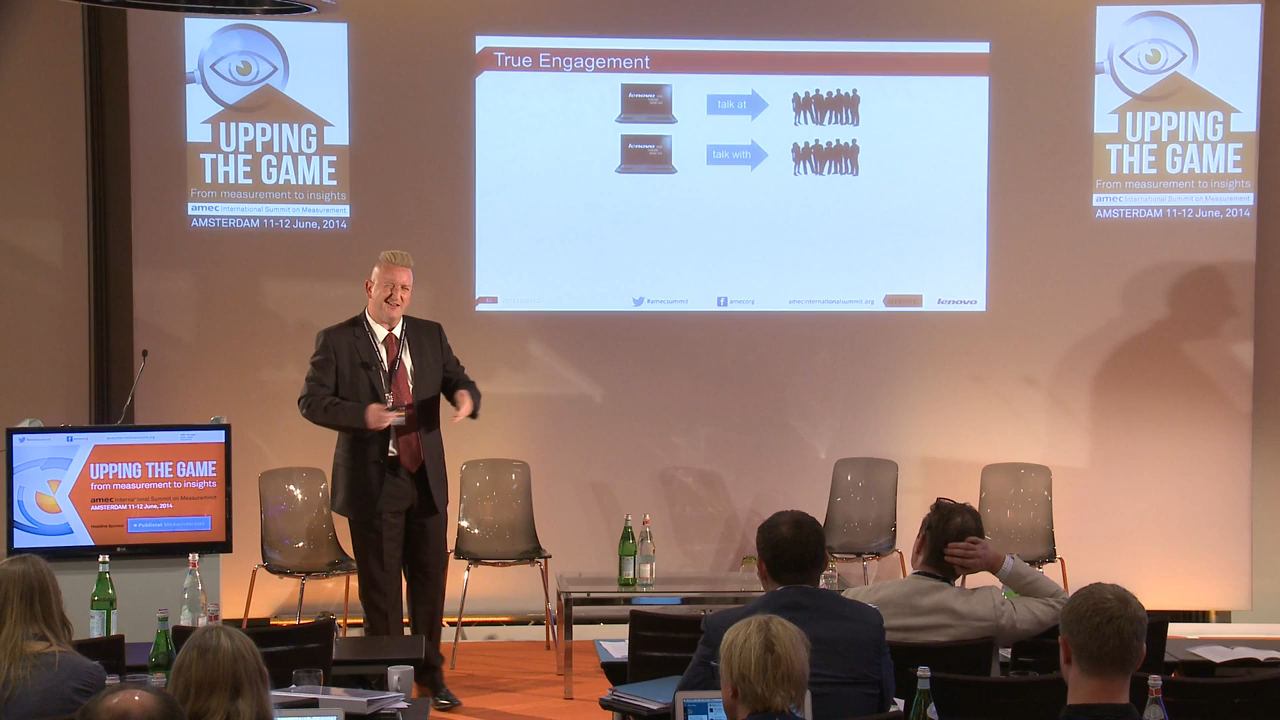 UPPING
THE GAME
From measurement to insights
amec International Summit on Measurement
AMSTERDAM 11-12 June, 2014
True Engagement
lenovo
talk at
lenovo
talk with
#amecsummit
amecorg
amecinternationalsummit.org
lenovo
UPPING
THE GAME
From measurement to insights
amec International Summit on Measurement
AMSTERDAM 11-12 June, 2014
UPPING THE GAME
from measurement to insights
amec International Summit on Measurement
AMSTERDAM 11-12 June, 2014